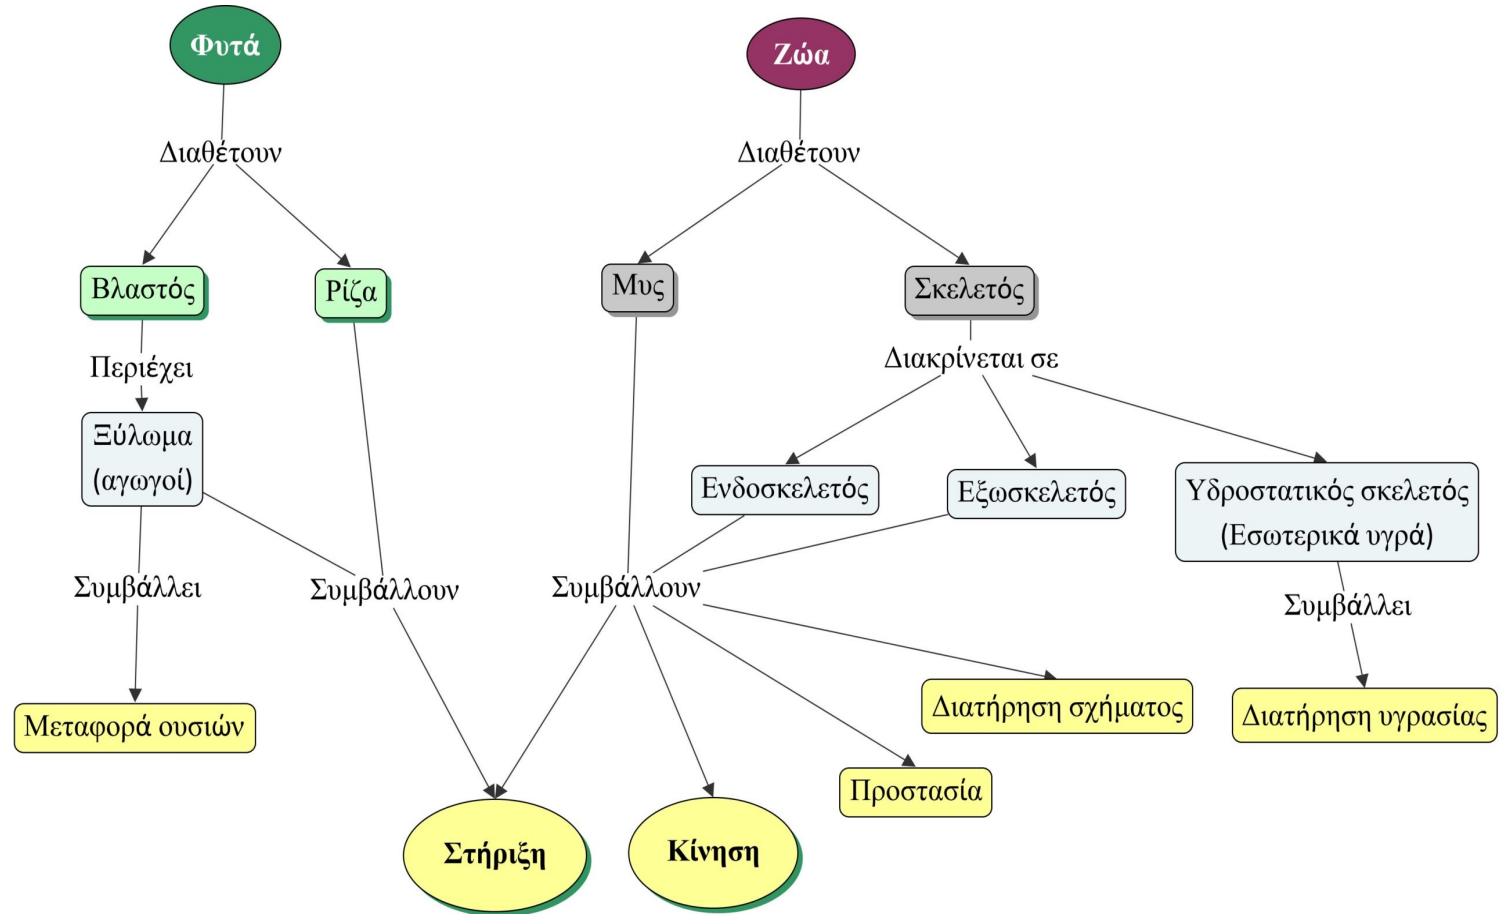 Φυτά
Ζώα
Διαθέτουν
Διαθέτουν
Βλαστός
Ρίζα
Μυς
Σκελετός
Περιέχει
Διακρίνεται σε
Ξύλωμα
(αγωγοί)
Ενδοσκελετός
Εξωσκελετός
Υδροστατικός σκελετός
(Εσωτερικά υγρά)
Συμβάλλει
Συμβάλλουν
Συμβάλλουν
Συμβάλλει
Μεταφορά ουσιών
Διατήρηση σχήματος
Διατήρηση υγρασίας
Προστασία
Στήριξη
Κίνηση